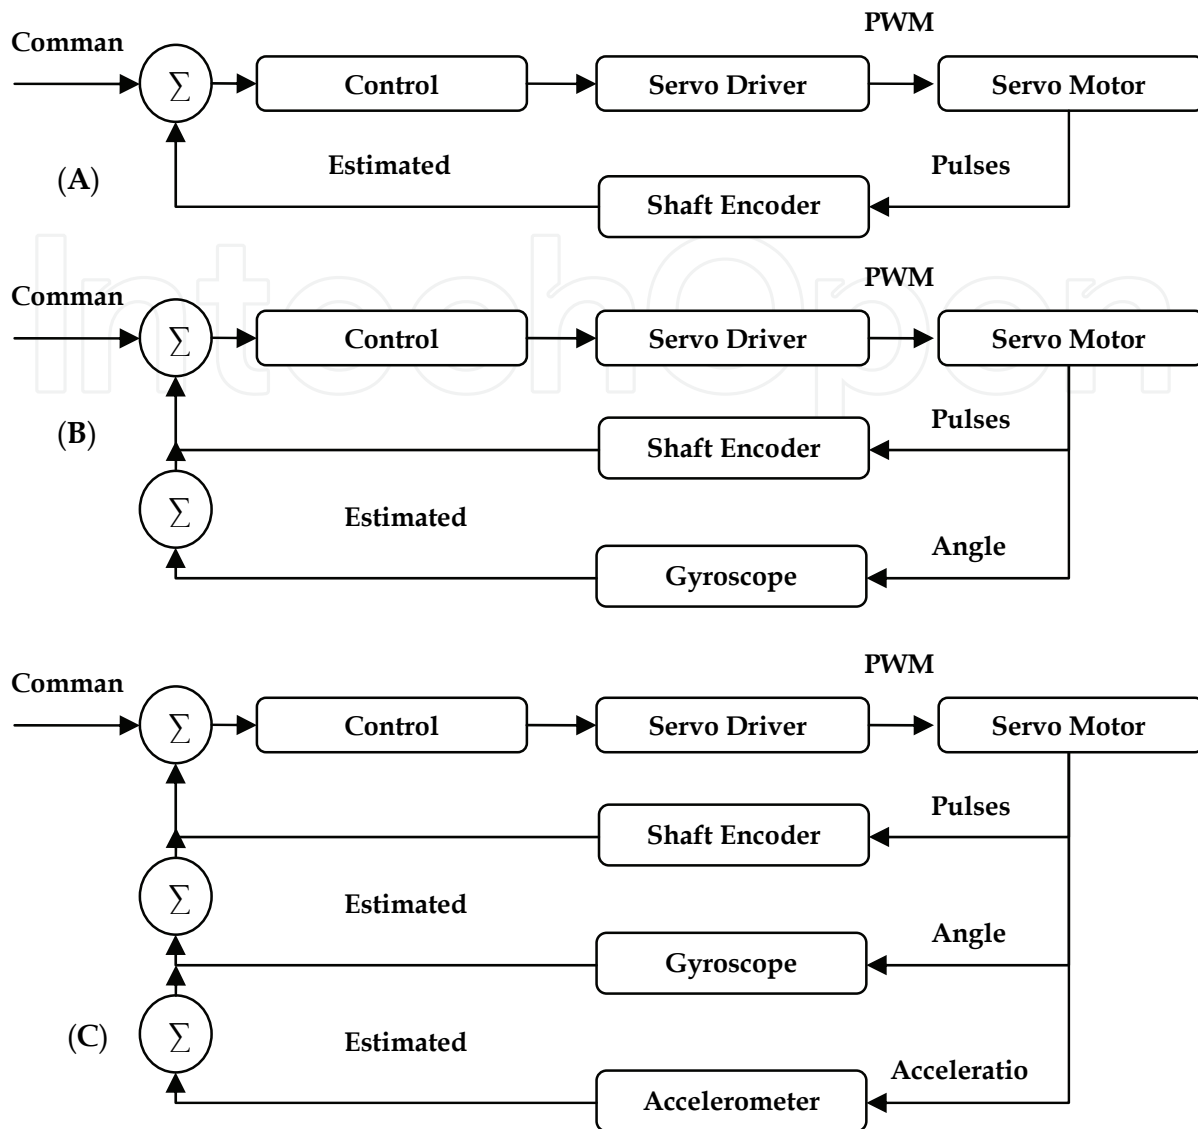 PWM
Comman
∑ Control Servo Driver Servo Motor
Estimated Pulses
(A)
Shaft Encoder
IntechOpen
PWM
Comman
∑ Control Servo Driver Servo Motor
Pulses
(B)
Shaft Encoder
∑
Estimated
Angle
Gyroscope
PWM
Comman
∑ Control Servo Driver Servo Motor
Pulses
Shaft Encoder
∑
Estimated
Angle
Gyroscope
(C)
∑
Estimated
Acceleratio
Accelerometer